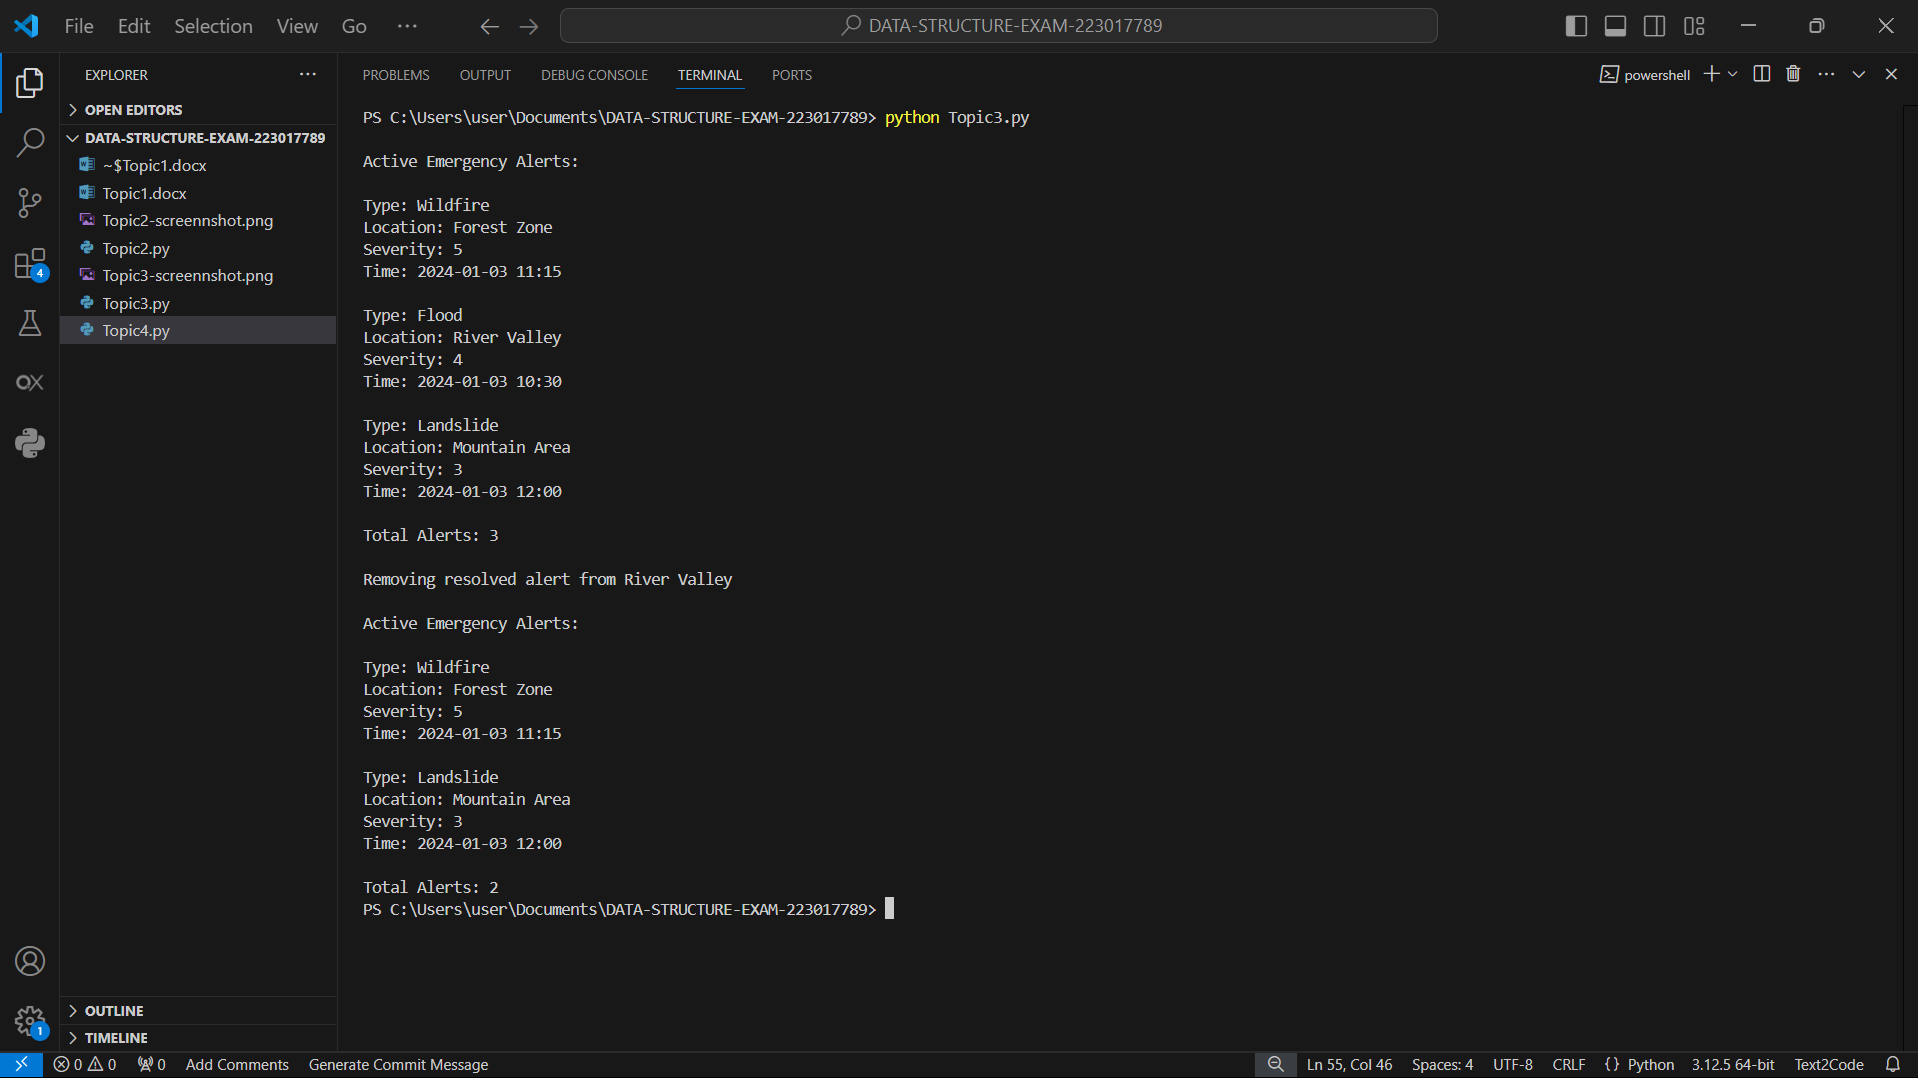 File Edit Selection View Go ···
DATA-STRUCTURE-EXAM-223017789
EXPLORER ···
OPEN EDITORS
DATA-STRUCTURE-EXAM-223017789
~$Topic1.docx
Topic1.docx
Topic2-screennshot.png
Topic2.py
Topic3-screennshot.png
Topic3.py
Topic4.py
OUTLINE
TIMELINE
4
1
PROBLEMS OUTPUT DEBUG CONSOLE TERMINAL PORTS
powershell
PS C:\Users\user\Documents\DATA-STRUCTURE-EXAM-223017789> python Topic3.py
Active Emergency Alerts:
Type: Wildfire
Location: Forest Zone
Severity: 5
Time: 2024-01-03 11:15
Type: Flood
Location: River Valley
Severity: 4
Time: 2024-01-03 10:30
Type: Landslide
Location: Mountain Area
Severity: 3
Time: 2024-01-03 12:00
Total Alerts: 3
Removing resolved alert from River Valley
Active Emergency Alerts:
Type: Wildfire
Location: Forest Zone
Severity: 5
Time: 2024-01-03 11:15
Type: Landslide
Location: Mountain Area
Severity: 3
Time: 2024-01-03 12:00
Total Alerts: 2
PS C:\Users\user\Documents\DATA-STRUCTURE-EXAM-223017789>
0 0 0 Add Comments Generate Commit Message Ln 55, Col 46 Spaces: 4 UTF-8 CRLF {} Python 3.12.5 64-bit Text2Code